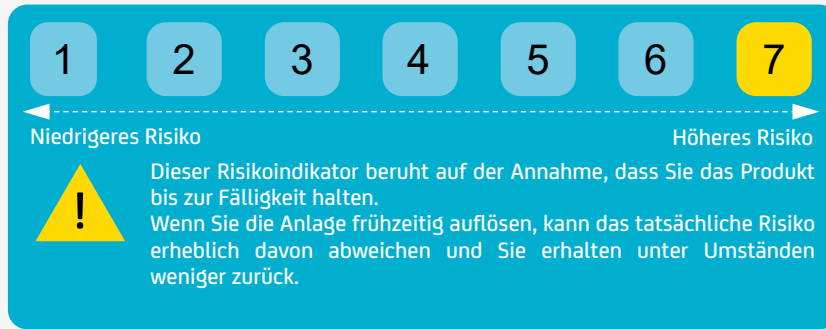 1 2 3 4 5 6 7
Niedrigeres Risiko Höheres Risiko
!
Dieser Risikoindikator beruht auf der Annahme, dass Sie das Produkt
bis zur Fälligkeit halten.
Wenn Sie die Anlage frühzeitig auflösen, kann das tatsächliche Risiko
erheblich davon abweichen und Sie erhalten unter Umständen
weniger zurück.